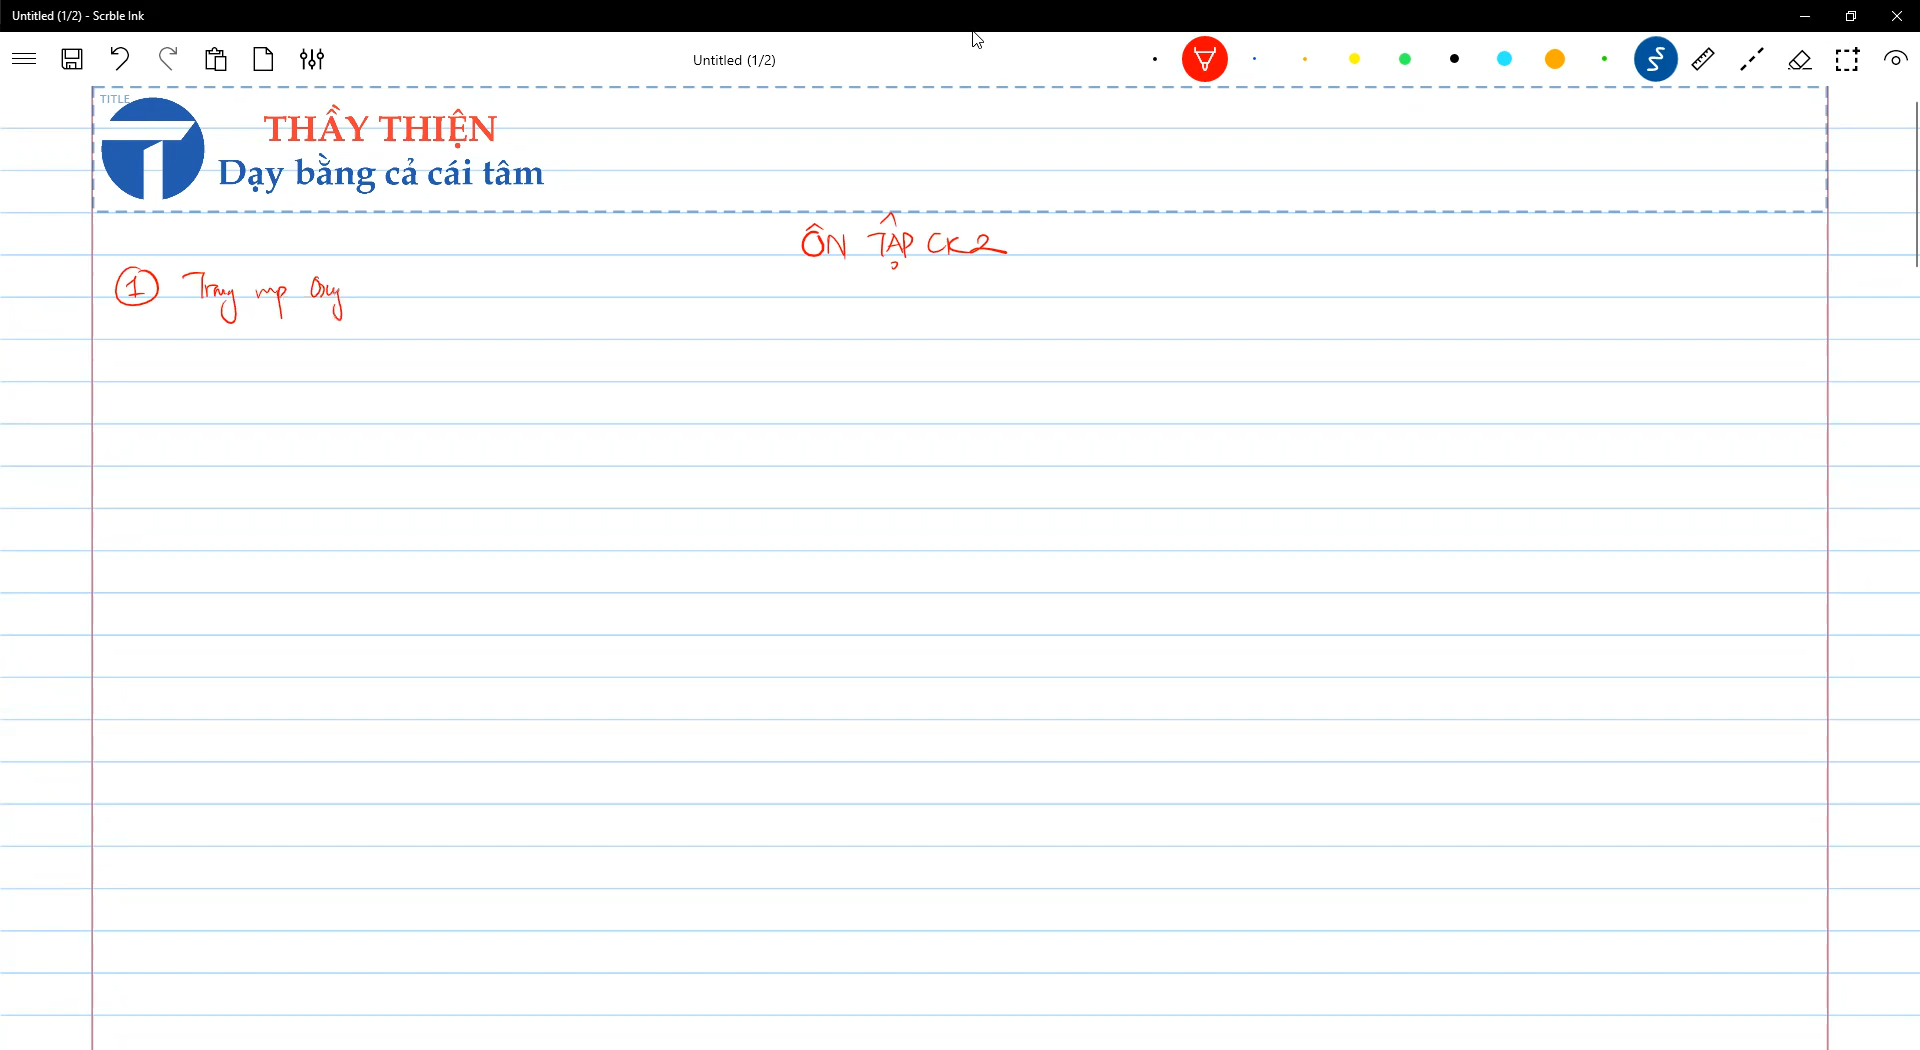 Untitled (1/2) - Scrble Ink
Untitled (1/2)
TITLE
THẦY THIỆN
Dạy bằng cả cái tâm
ÔN TẬP CK2
1 Trong mp Oxy